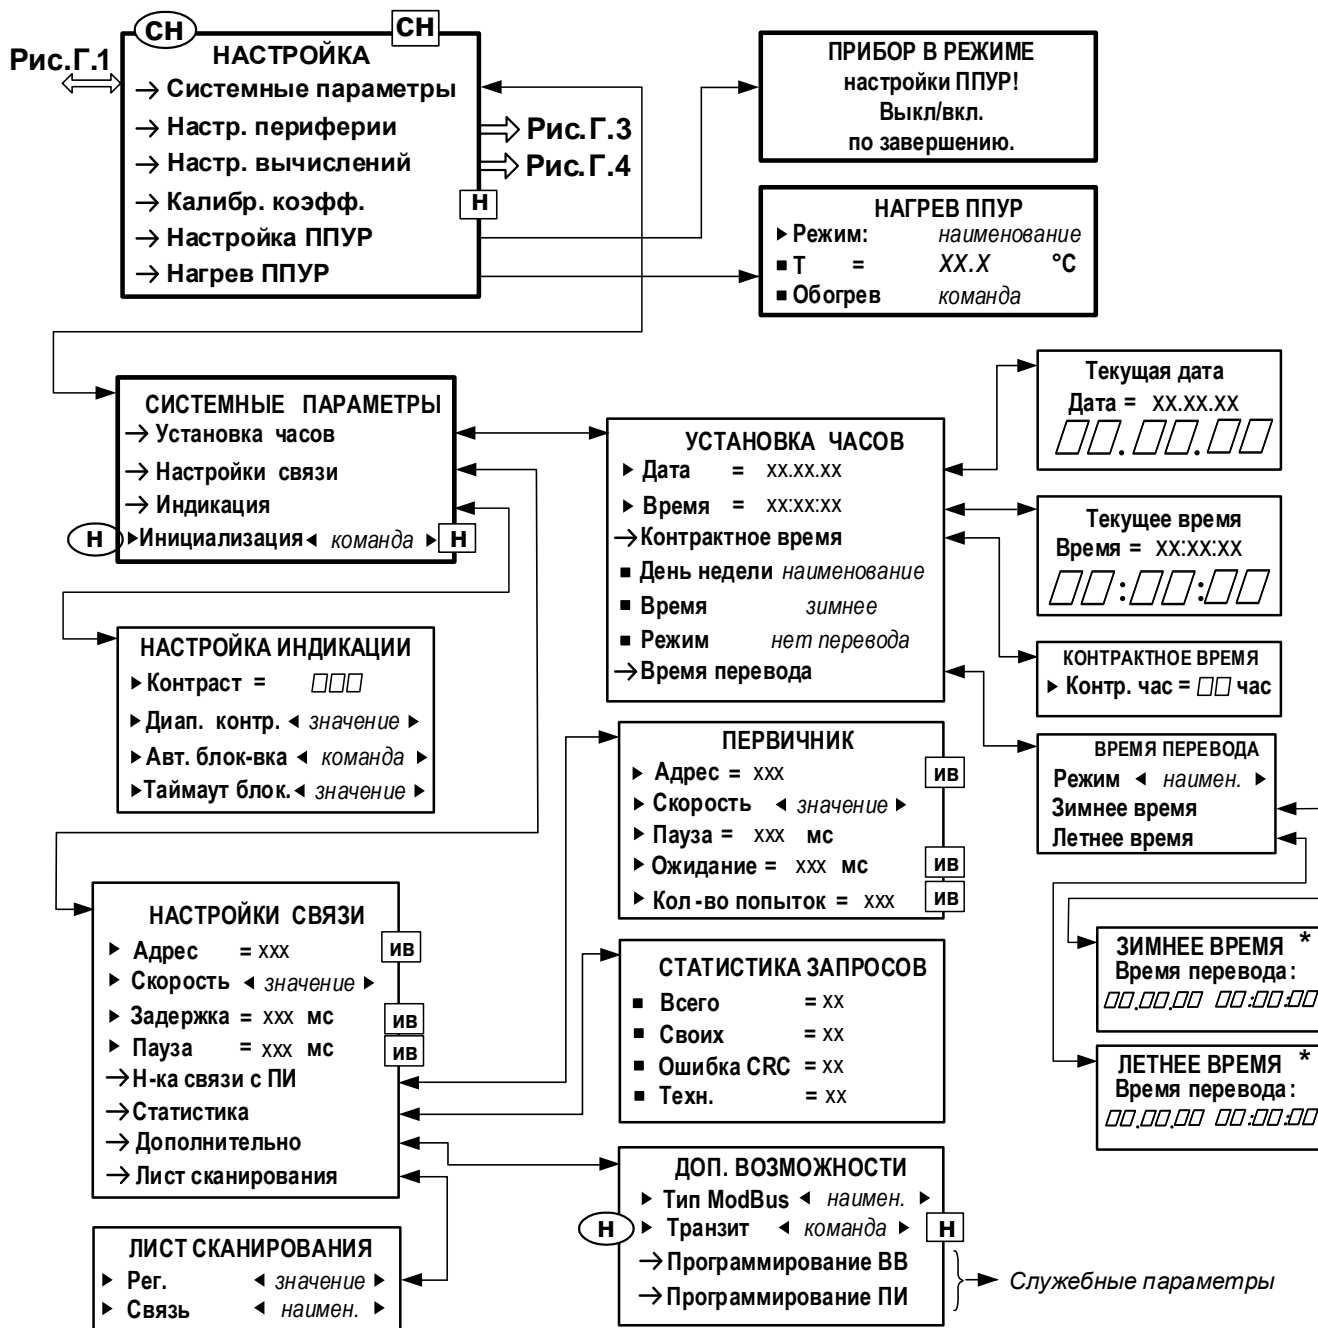 СН
СН
Рис.Г.1
НАСТРОЙКА
→ Системные параметры
→ Настр. периферии
Рис.Г.3
→ Настр. вычислений
Рис.Г.4
→ Калибр. коэфф.
Н
→ Настройка ППУР
→ Нагрев ППУР
ПРИБОР В РЕЖИМЕ
настройки ППУР!
Выкл/вкл.
по завершению.
НАГРЕВ ППУР
▸ Режим: наименование
■ Т = ХХ.Х °С
■ Обогрев команда
СИСТЕМНЫЕ ПАРАМЕТРЫ
→ Установка часов
→ Настройки связи
→ Индикация
Н ▸Инициализация ◂ команда ▸ Н
УСТАНОВКА ЧАСОВ
▸ Дата = хх.хх.хх
▸ Время = хх:хх:хх
→ Контрактное время
■ День недели наименование
■ Время зимнее
■ Режим нет перевода
→ Время перевода
Текущая дата
Дата = хх.хх.хх
00.00.00
Текущее время
Время = хх:хх:хх
00:00:00
КОНТРАКТНОЕ ВРЕМЯ
▸ Контр. час = 00 час
ВРЕМЯ ПЕРЕВОДА
Режим ◂ наимен. ▸
Зимнее время
Летнее время
ЗИМНЕЕ ВРЕМЯ *
Время перевода:
00.00.00 00:00:00
ЛЕТНЕЕ ВРЕМЯ *
Время перевода:
00.00.00 00:00:00
НАСТРОЙКА ИНДИКАЦИИ
▸ Контраст = 000
▸ Диап. контр. ◂ значение ▸
▸ Авт. блок-вка ◂ команда ▸
▸ Таймаут блок. ◂ значение ▸
ПЕРВИЧНИК
▸ Адрес = ххх ИВ
▸ Скорость ◂ значение ▸
▸ Пауза = ххх мс
▸ Ожидание = ххх мс ИВ
▸ Кол-во попыток = ххх ИВ
НАСТРОЙКИ СВЯЗИ
▸ Адрес = ххх ИВ
▸ Скорость ◂ значение ▸
▸ Задержка = ххх мс ИВ
▸ Пауза = ххх мс ИВ
→ Н-ка связи с ПИ
→ Статистика
→ Дополнительно
→ Лист сканирования
СТАТИСТИКА ЗАПРОСОВ
■ Всего = хх
■ Своих = хх
■ Ошибка CRC = хх
■ Техн. = хх
ДОП. ВОЗМОЖНОСТИ
▸ Тип ModBus ◂ наимен. ▸
Н ▸ Транзит ◂ команда ▸ Н
→ Программирование ВВ
→ Программирование ПИ
Служебные параметры
ЛИСТ СКАНИРОВАНИЯ
▸ Рег. ◂ значение ▸
▸ Связь ◂ наимен. ▸